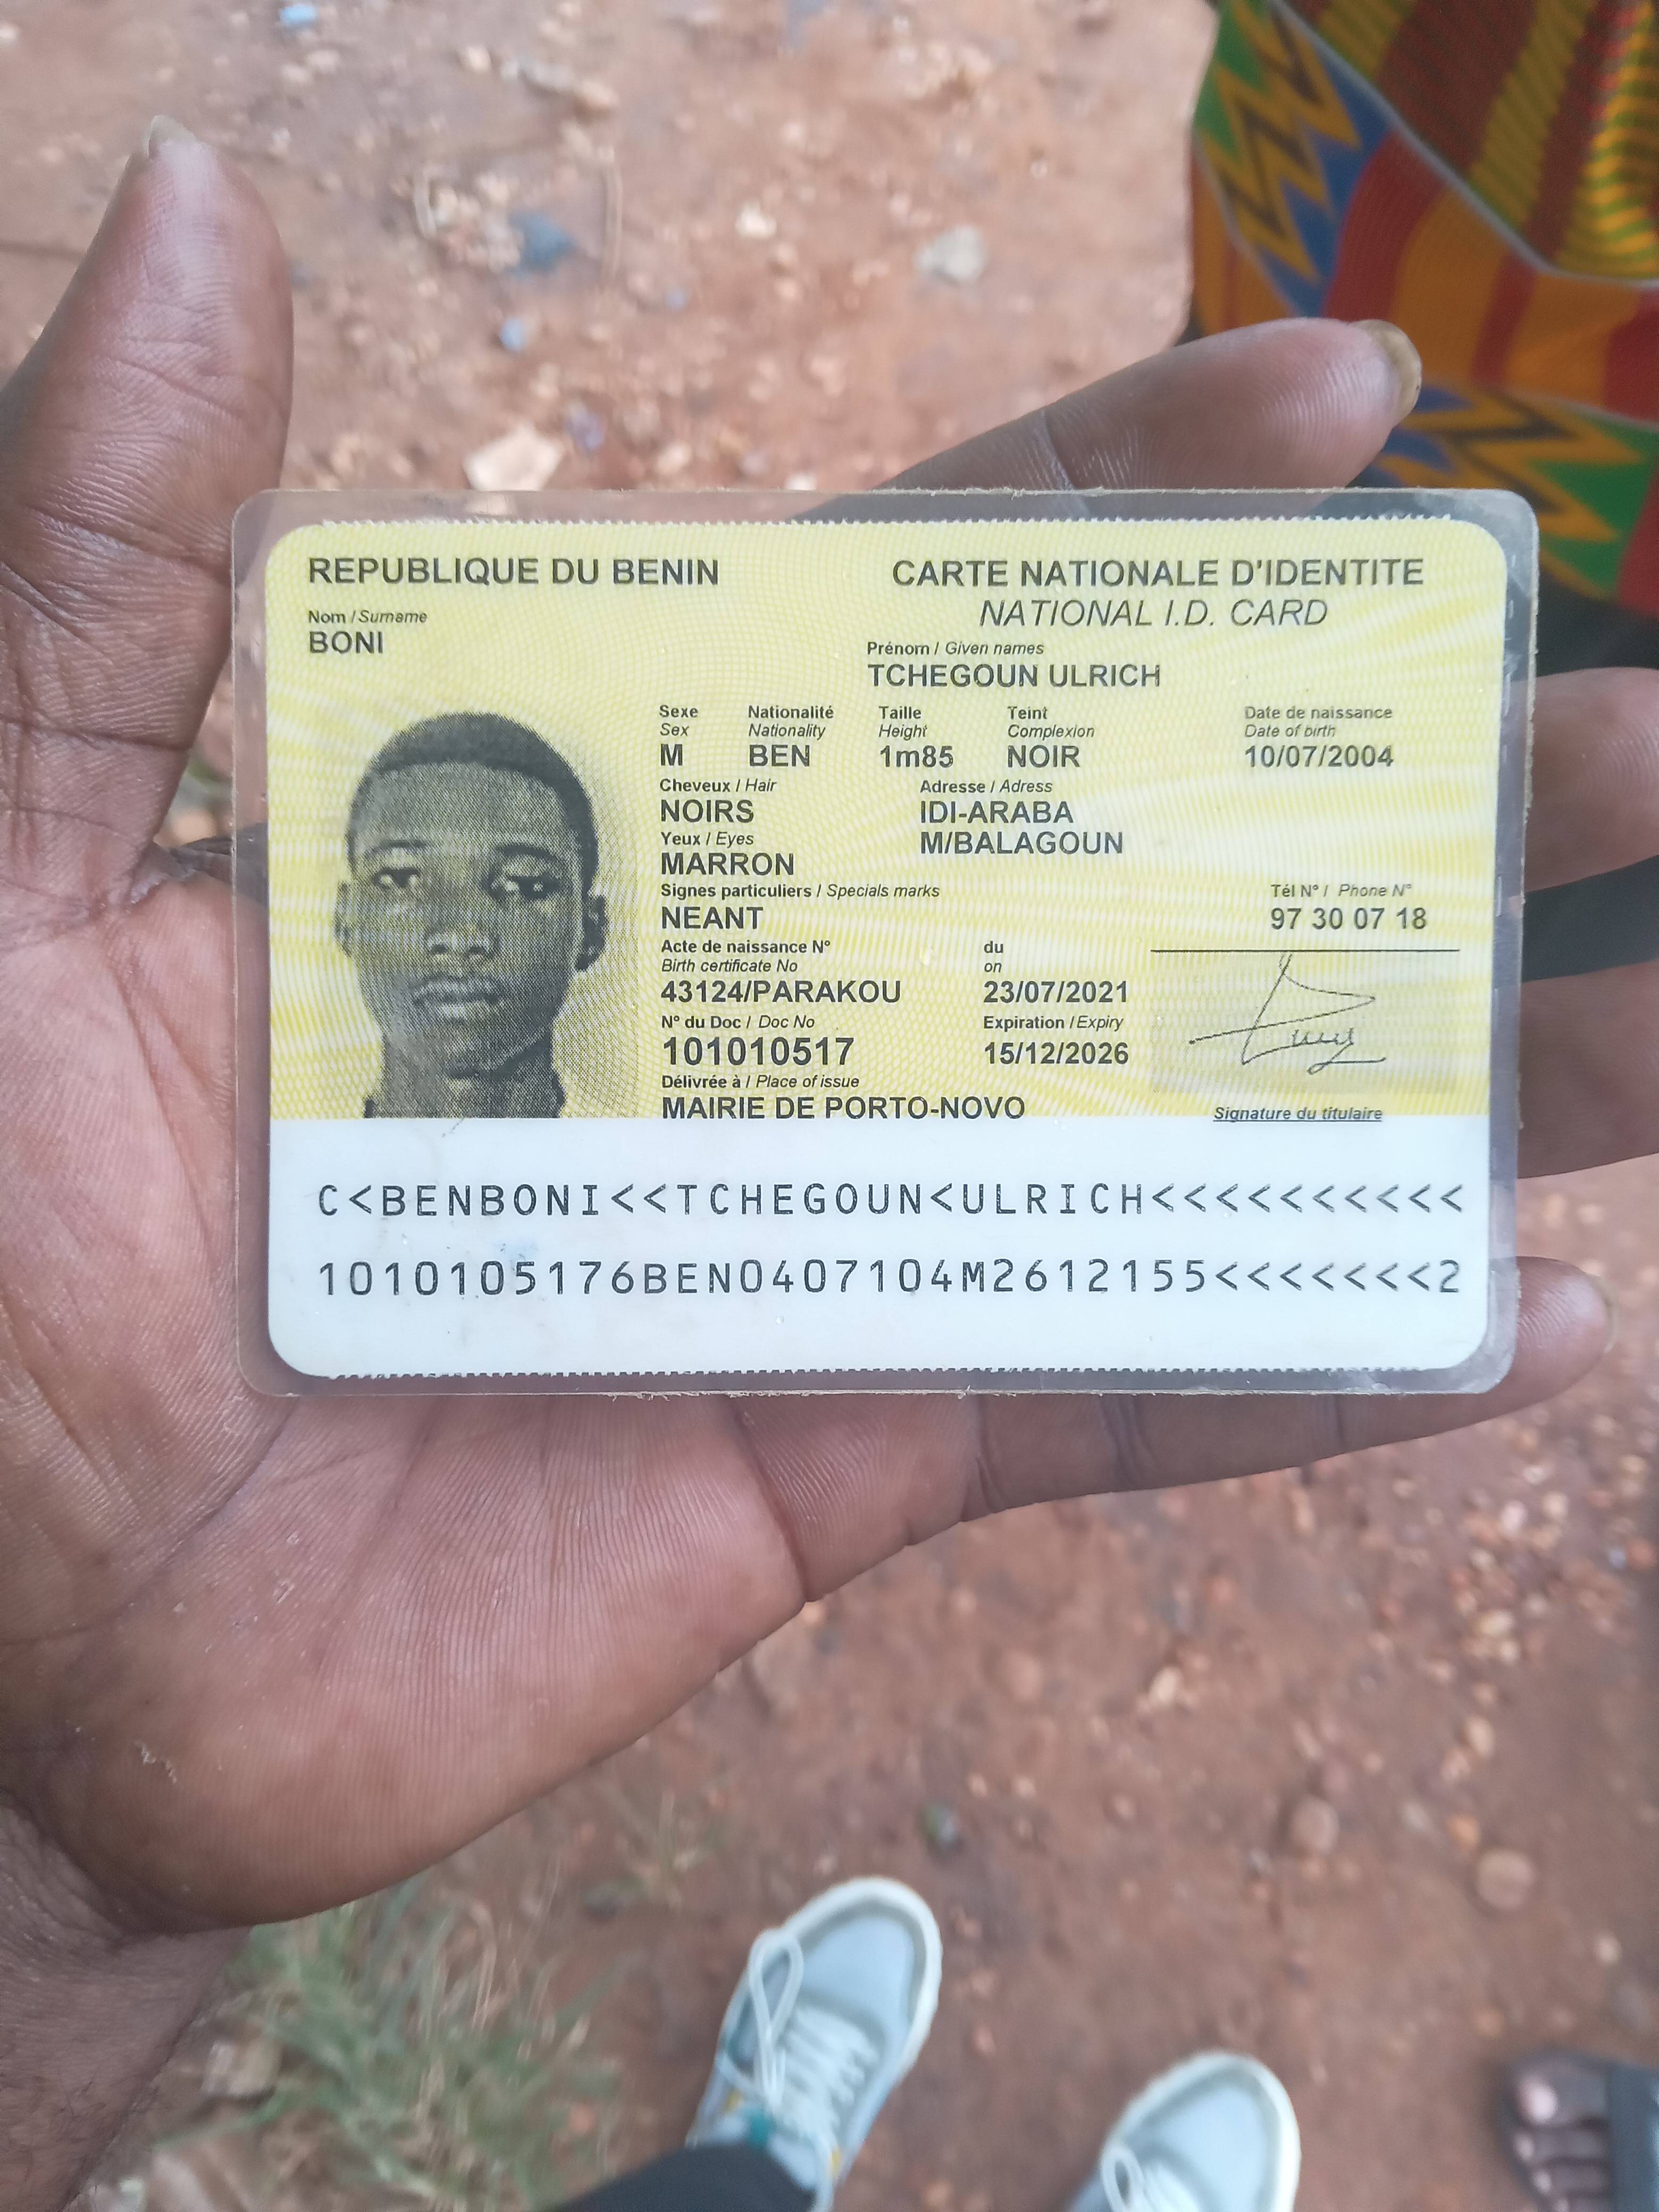 REPUBLIQUE DU BENIN
CARTE NATIONALE D'IDENTITE
NATIONAL I.D. CARD
Nom / Surname
BONI
Prénom / Given names
TCHEGOUN ULRICH
Sexe Nationalité Taille Teint Date de naissance
Sex Nationality Height Complexion Date of birth
M BEN 1m85 NOIR 10/07/2004
Cheveux / Hair Adresse / Adress
NOIRS IDI-ARABA
Yeux / Eyes M/BALAGOUN
MARRON
Signes particuliers / Specials marks Tél N° / Phone N°
NEANT 97 30 07 18
Acte de naissance N° du
Birth certificate No on
43124/PARAKOU 23/07/2021
N° du Doc / Doc No Expiration / Expiry
101010517 15/12/2026
Délivrée à / Place of issue
MAIRIE DE PORTO-NOVO Signature du titulaire
C<BENBONI<<TCHEGOUN<ULRICH<<<<<<<<<<
1010105176BEN0407104M2612155<<<<<<<2